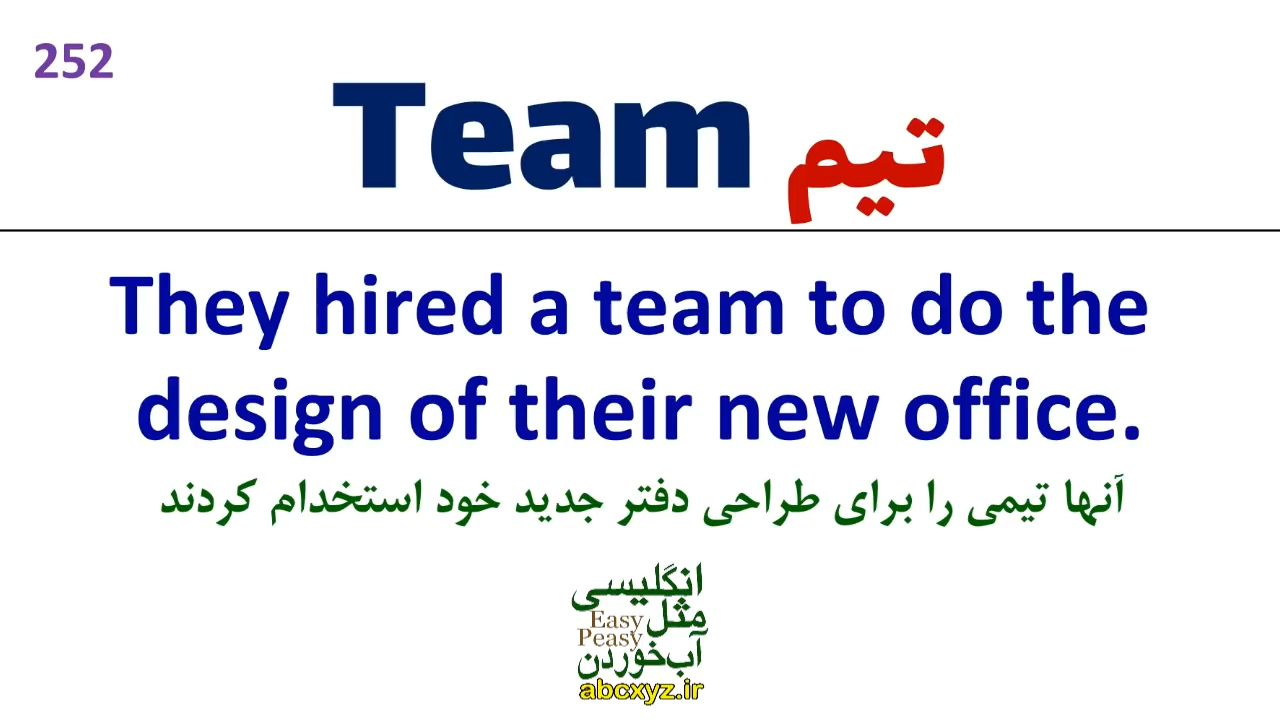 252
Team تیم
They hired a team to do the
design of their new office.
آنها تیمی را برای طراحی دفتر جدید خود استخدام کردند
انگلیسی
مثل Easy
Peasy
آب‌خوردن
abcxyz.ir